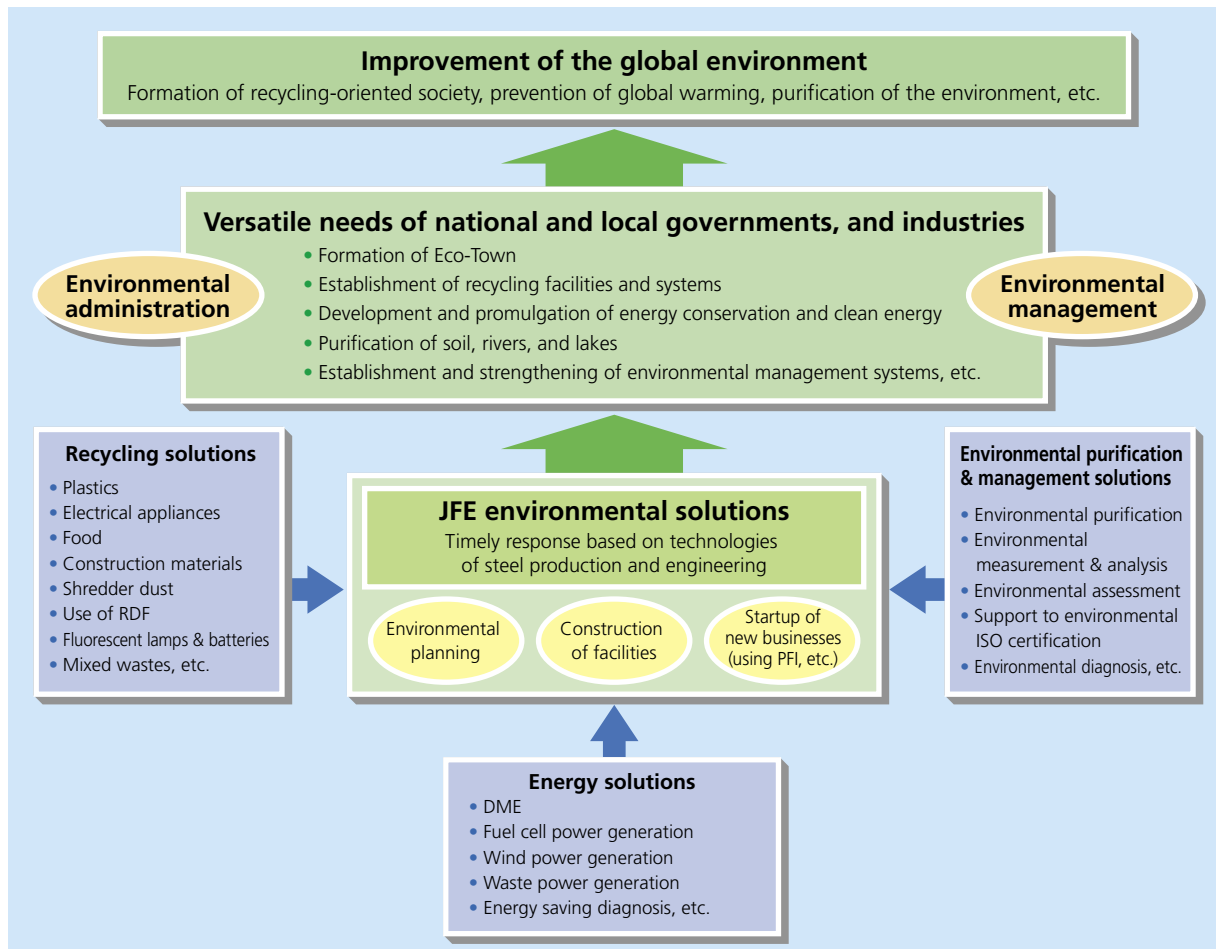 Improvement of the global environment
Formation of recycling-oriented society, prevention of global warming, purification of the environment, etc.
Versatile needs of national and local governments, and industries
• Formation of Eco-Town
• Establishment of recycling facilities and systems
• Development and promulgation of energy conservation and clean energy
• Purification of soil, rivers, and lakes
• Establishment and strengthening of environmental management systems, etc.
Environmental
administration
Environmental
management
Recycling solutions
• Plastics
• Electrical appliances
• Food
• Construction materials
• Shredder dust
• Use of RDF
• Fluorescent lamps & batteries
• Mixed wastes, etc.
JFE environmental solutions
Timely response based on technologies
of steel production and engineering
Environmental
planning
Construction
of facilities
Startup of
new businesses
(using PFI, etc.)
Environmental purification
& management solutions
• Environmental purification
• Environmental
measurement & analysis
• Environmental assessment
• Support to environmental
ISO certification
• Environmental diagnosis, etc.
Energy solutions
• DME
• Fuel cell power generation
• Wind power generation
• Waste power generation
• Energy saving diagnosis, etc.